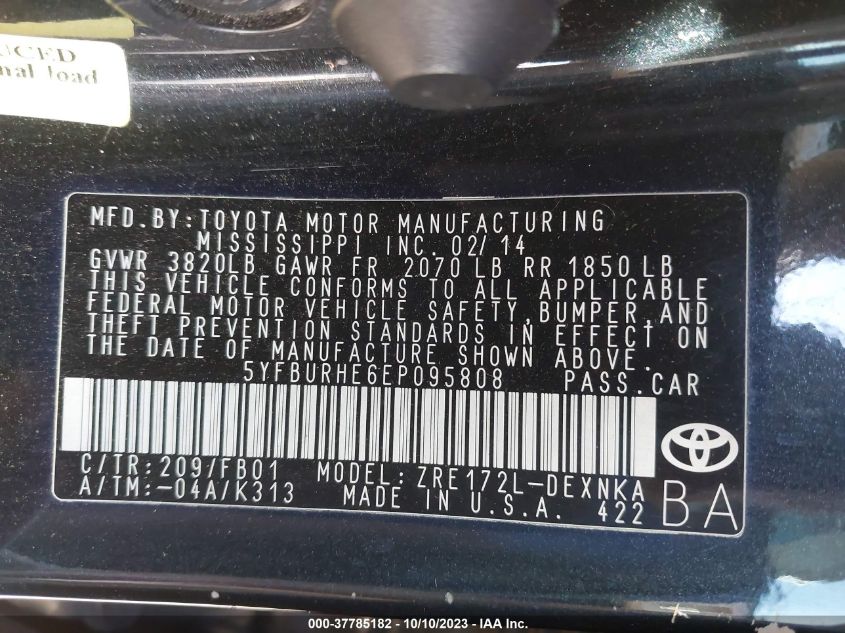 UCED
nal load
MFD.BY:TOYOTA MOTOR MANUFACTURING
MISSISSIPPI INC. 02/14
GVWR 3820LB GAWR FR 2070 LB RR 1850 LB
THIS VEHICLE CONFORMS TO ALL APPLICABLE
FEDERAL MOTOR VEHICLE SAFETY,BUMPER,AND
THEFT PREVENTION STANDARDS IN EFFECT ON
THE DATE OF MANUFACTURE SHOWN ABOVE.
5YFBURHE6EP095808 PASS.CAR
C/TR:209/FB01 MODEL:ZRE172L-DEXNKA
A/TM:-04A/K313 MADE IN U.S.A. 422 BA
000-37785182 - 10/10/2023 - IAA Inc.